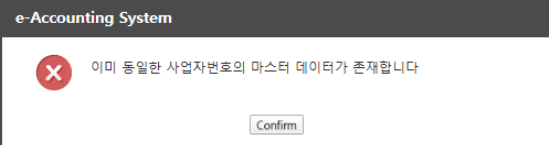 e-Accounting System
이미 동일한 사업자번호의 마스터 데이터가 존재합니다
Confirm